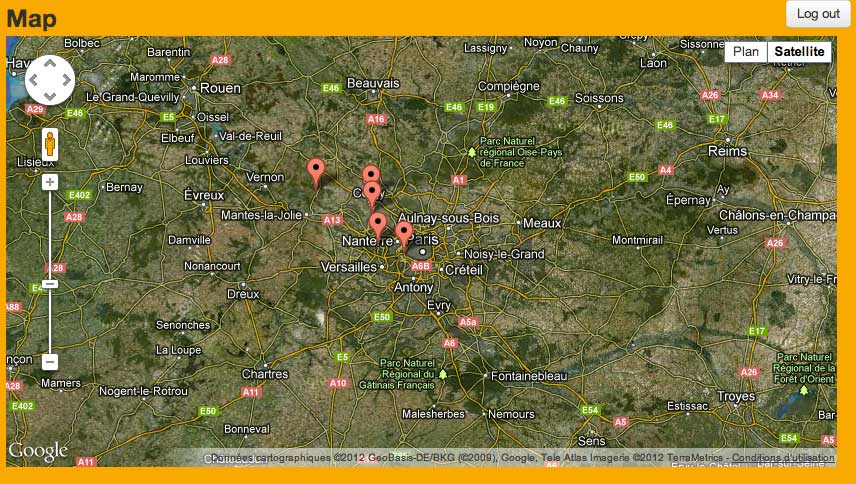 Map
Log out
Plan
Satellite
Bolbec
Barentin
A28
Lassigny
Noyon
Chauny
Laon
Maromme
Le Grand-Quevilly
Rouen
E46
Beauvais
Compiègne
Soissons
E46
E19
E46
A26
A34
A29
E46
E5
Oissel
A16
E17
Elbeuf
Val-de-Reuil
E46
Reims
Lisieux
Louviers
Parc Naturel
régional Oise-Pays
de France
A4
E50
Bernay
Vernon
A1
Ay
E402
Évreux
Épernay
A28
Mantes-la-Jolie
A13
Aulnay-sous-Bois
Meaux
Châlons-en-Champa
Vertus
Damville
Nanterre
Paris
Montmirail
A26
Noisy-le-Grand
Nonancourt
Versailles
A6B
Créteil
A28
Vitry-le-Fr
Dreux
Antony
A88
Evry
E50
A5a
Senonches
E17
La Loupe
E5
A6
Parc Naturel
Régional du
Gâtinais Français
Parc Naturel
Régional de la
Forêt d'Orient
Chartres
Fontainebleau
A26
A28
Mamers
Nogent-le-Rotrou
A11
A10
Troyes
E402
E50
Malesherbes
Nemours
E54
Estissac
A5
Bonneval
Sens
E54
A11
A5
Google
Données cartographiques ©2012 GeoBasis-DE/BKG (©2009), Google, Tele Atlas Imagerie ©2012 TerraMetrics - Conditions d'utilisation